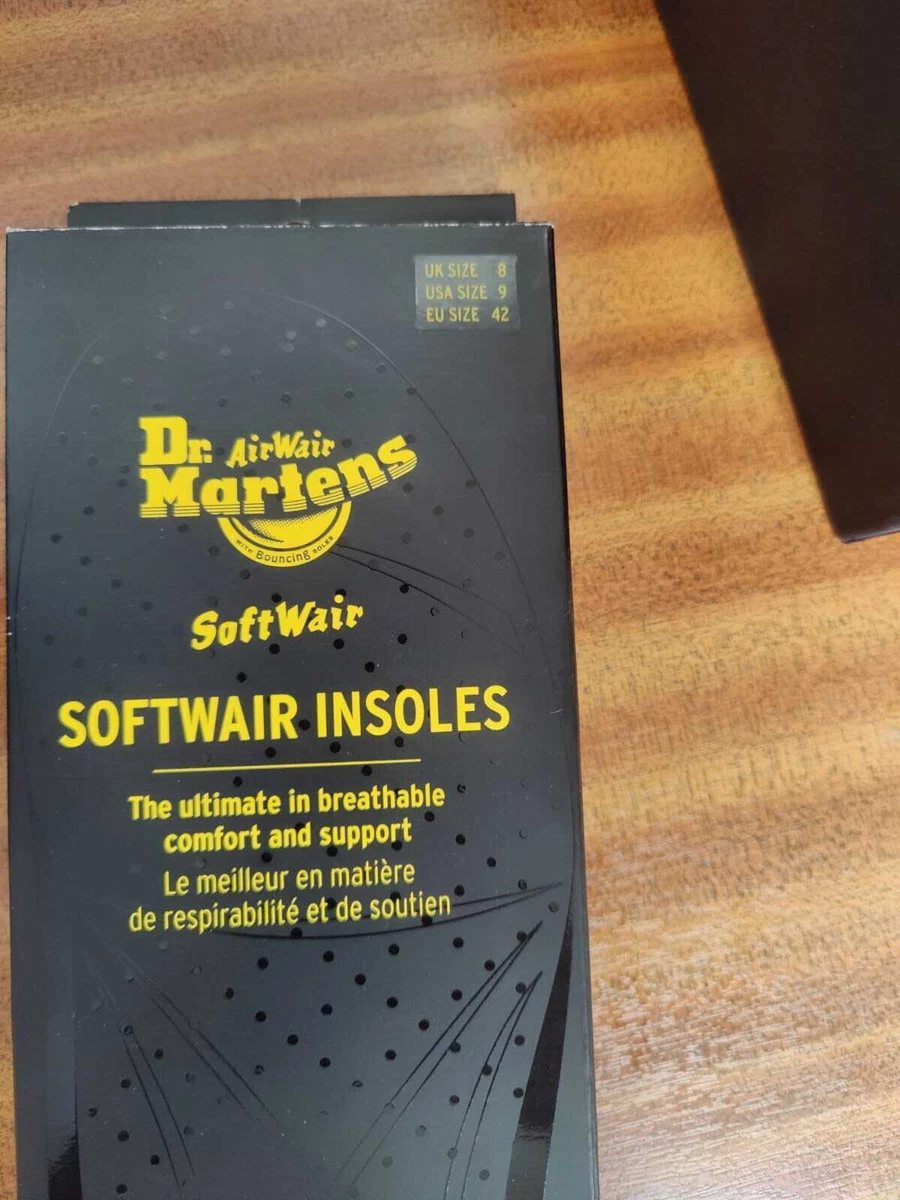 UK SIZE 8
USA SIZE 9
EU SIZE 42
Dr. AirWair
Martens
WITH Bouncing SOLES
SoftWair
SOFTWAIR INSOLES
The ultimate in breathable
comfort and support
Le meilleur en matière
de respirabilité et de soutien